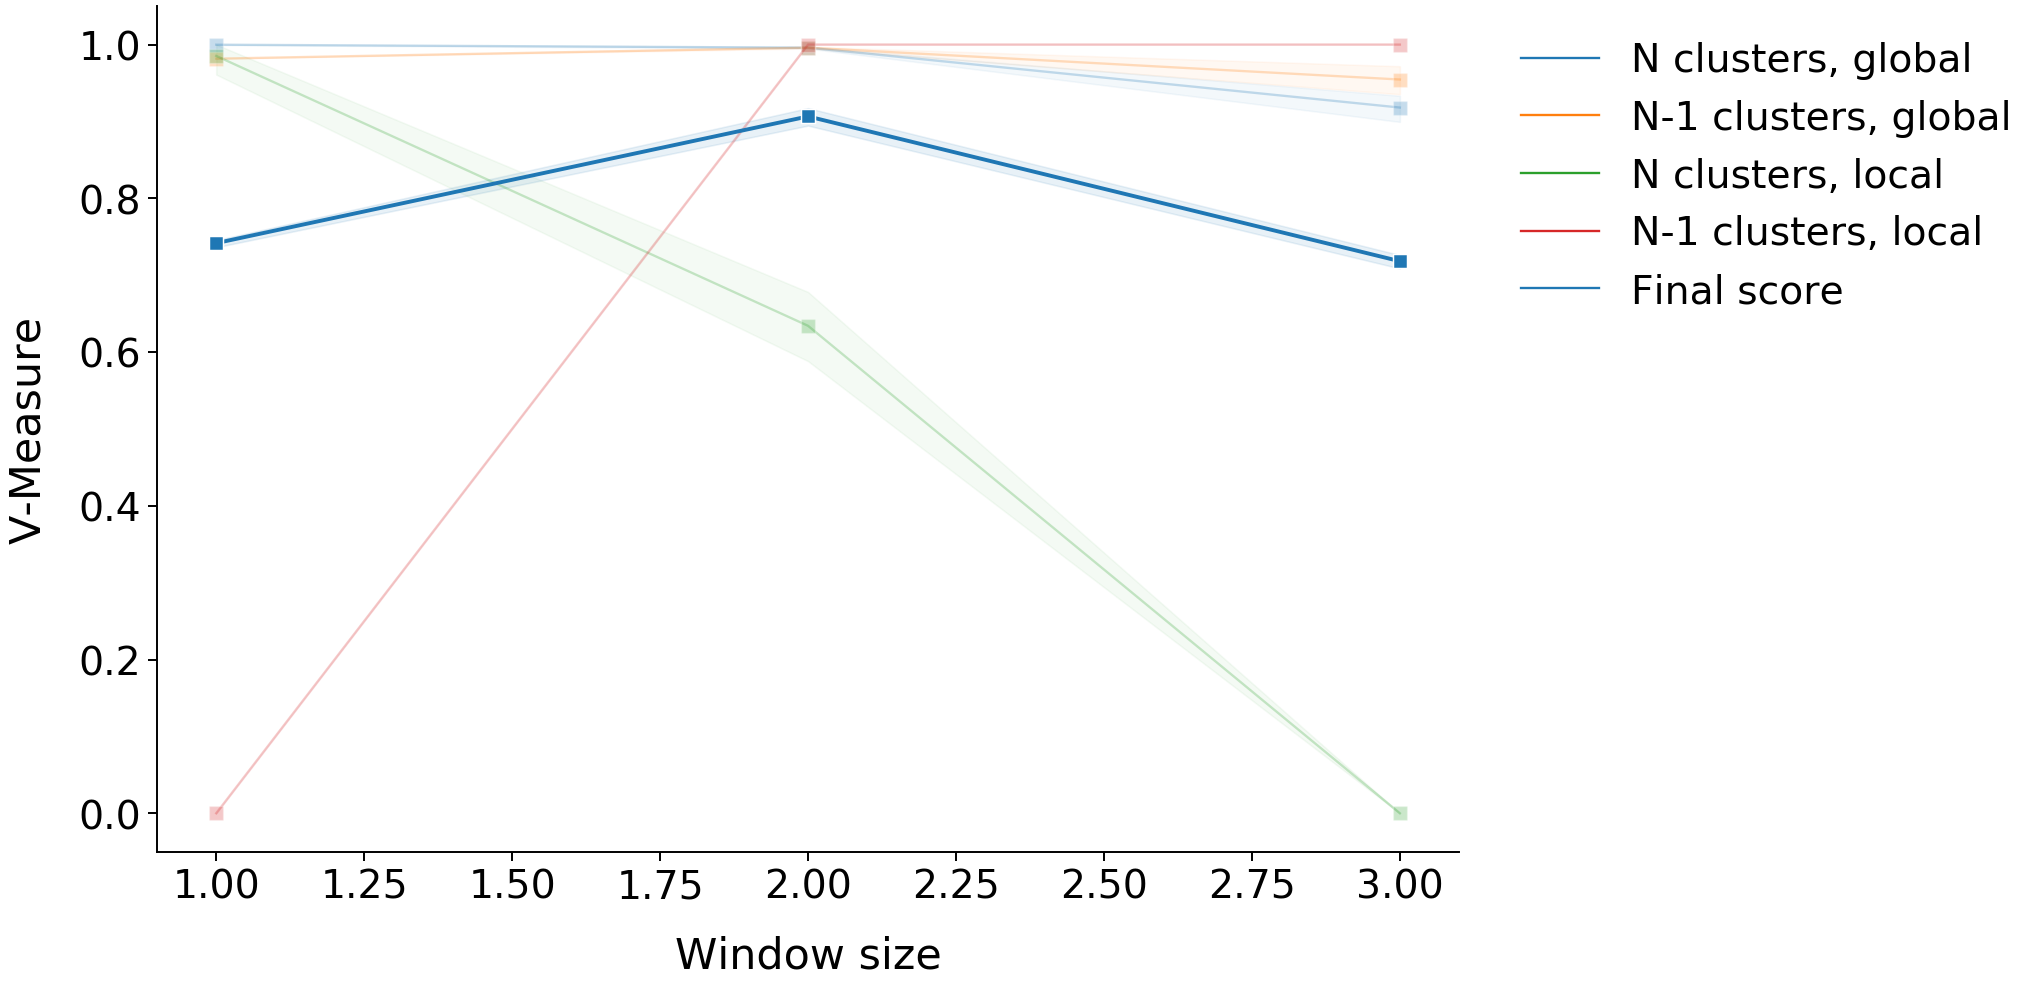 1.0
0.8
0.6
0.4
0.2
0.0
V-Measure
1.00 1.25 1.50 1.75 2.00 2.25 2.50 2.75 3.00
Window size
N clusters, global
N-1 clusters, global
N clusters, local
N-1 clusters, local
Final score